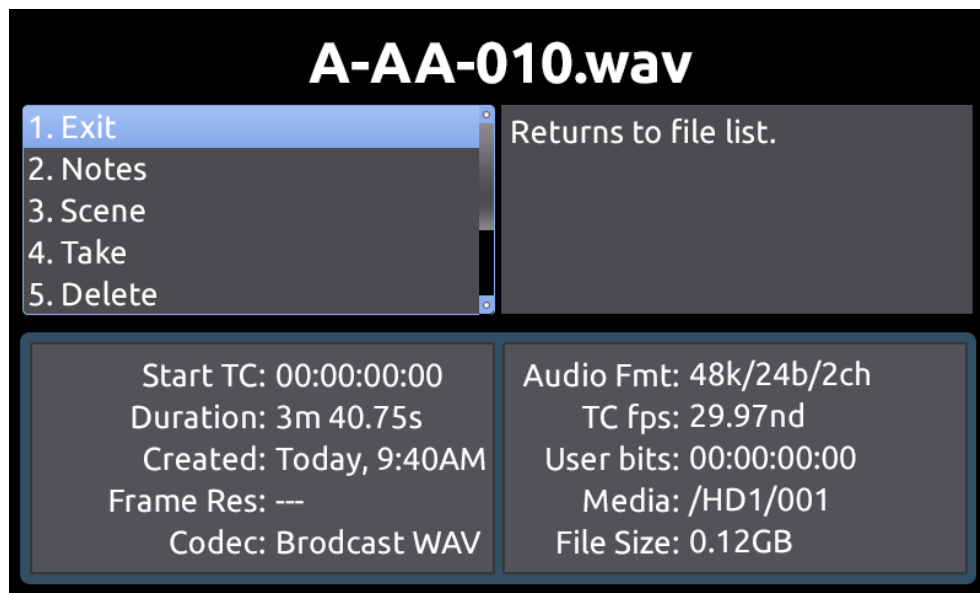 A-AA-010.wav
1. Exit
2. Notes
3. Scene
4. Take
5. Delete
Returns to file list.
Start TC: 00:00:00:00
Duration: 3m 40.75s
Created: Today, 9:40AM
Frame Res: ---
Codec: Brodcast WAV
Audio Fmt: 48k/24b/2ch
TC fps: 29.97nd
User bits: 00:00:00:00
Media: /HD1/001
File Size: 0.12GB